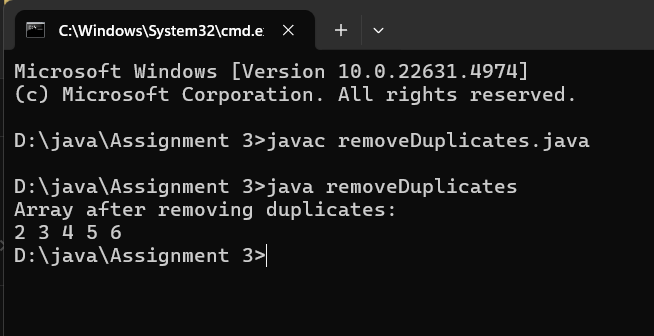 C:\Windows\System32\cmd.e
Microsoft Windows [Version 10.0.22631.4974]
(c) Microsoft Corporation. All rights reserved.
D:\java\Assignment 3>javac removeDuplicates.java
D:\java\Assignment 3>java removeDuplicates
Array after removing duplicates:
2 3 4 5 6
D:\java\Assignment 3>